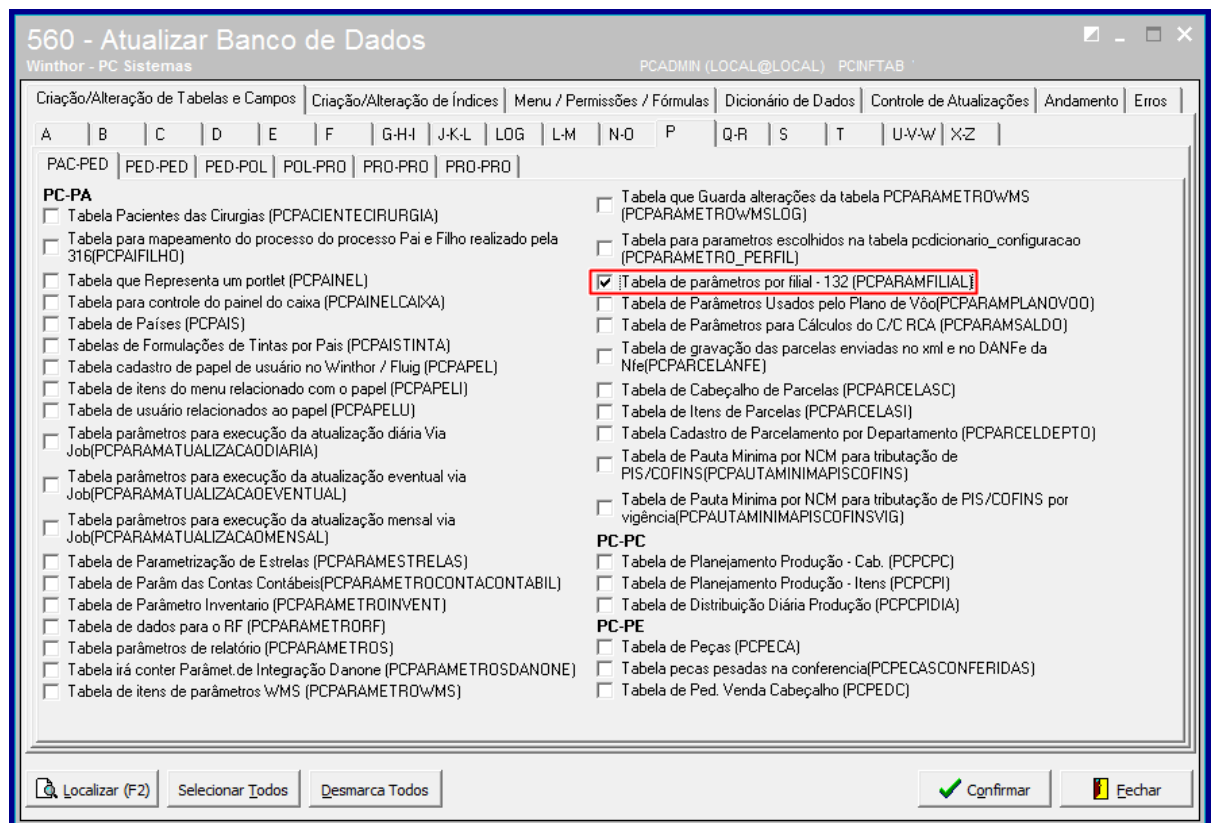 560 - Atualizar Banco de Dados
Winthor - PC Sistemas
PCADMIN (LOCAL@LOCAL) PCINFTAB
Criação/Alteração de Tabelas e Campos
Criação/Alteração de Índices
Menu / Permissões / Fórmulas
Dicionário de Dados
Controle de Atualizações
Andamento
Erros
A
B
C
D
E
F
G-H-I
J-K-L
LOG
L-M
N-O
P
Q-R
S
T
U-V-W
X-Z
PAC-PED
PED-PED
PED-POL
POL-PRO
PRO-PRO
PRO-PRO
PC-PA
Tabela Pacientes das Cirurgias (PCPACIENTECIRURGIA)
Tabela para mapeamento do processo do processo Pai e Filho realizado pela
316(PCPAIFILHO)
Tabela que Representa um portlet (PCPAINEL)
Tabela para controle do painel do caixa (PCPAINELCAIXA)
Tabela de Países (PCPAIS)
Tabelas de Formulações de Tintas por Pais (PCPAISTINTA)
Tabela cadastro de papel de usuário no Winthor / Fluig (PCPAPEL)
Tabela de itens do menu relacionado com o papel (PCPAPELI)
Tabela de usuário relacionados ao papel (PCPAPELU)
Tabela parâmetros para execução da atualização diária Via
Job(PCPARAMATUALIZACAODIARIA)
Tabela parâmetros para execução da atualização eventual via
Job(PCPARAMATUALIZACAOEVENTUAL)
Tabela parâmetros para execução da atualização mensal via
Job(PCPARAMATUALIZACAOMENSAL)
Tabela de Parametrização de Estrelas (PCPARAMESTRELAS)
Tabela de Parâm das Contas Contábeis(PCPARAMETROCONTACONTABIL)
Tabela de Parâmetro Inventario (PCPARAMETROINVENT)
Tabela de dados para o RF (PCPARAMETRORF)
Tabela parâmetros de relatório (PCPARAMETROS)
Tabela irá conter Parâmet.de Integração Danone (PCPARAMETROSDANONE)
Tabela de itens de parâmetros WMS (PCPARAMETROWMS)
Tabela que Guarda alterações da tabela PCPARAMETROWMS
(PCPARAMETROWMSLOG)
Tabela para parametros escolhidos na tabela pcdicionario_configuracao
(PCPARAMETRO_PERFIL)
Tabela de parâmetros por filial - 132 (PCPARAMFILIAL)
Tabela de Parâmetros Usados pelo Plano de Vôo(PCPARAMPLANOVOO)
Tabela de Parâmetros para Cálculos do C/C RCA (PCPARAMSALDO)
Tabela de gravação das parcelas enviadas no xml e no DANFe da
Nfe(PCPARCELANFE)
Tabela de Cabeçalho de Parcelas (PCPARCELASC)
Tabela de Itens de Parcelas (PCPARCELASI)
Tabela Cadastro de Parcelamento por Departamento (PCPARCELDEPTO)
Tabela de Pauta Minima por NCM para tributação de
PIS/COFINS(PCPAUTAMINIMAPISCOFINS)
Tabela de Pauta Minima por NCM para tributação de PIS/COFINS por
vigência(PCPAUTAMINIMAPISCOFINSVIG)
PC-PC
Tabela de Planejamento Produção - Cab. (PCPCPC)
Tabela de Planejamento Produção - Itens (PCPCPI)
Tabela de Distribuição Diária Produção (PCPCPIDIA)
PC-PE
Tabela de Peças (PCPECA)
Tabela pecas pesadas na conferencia(PCPECASCONFERIDAS)
Tabela de Ped. Venda Cabeçalho (PCPEDC)
Localizar (F2)
Selecionar Todos
Desmarca Todos
Confirmar
Fechar